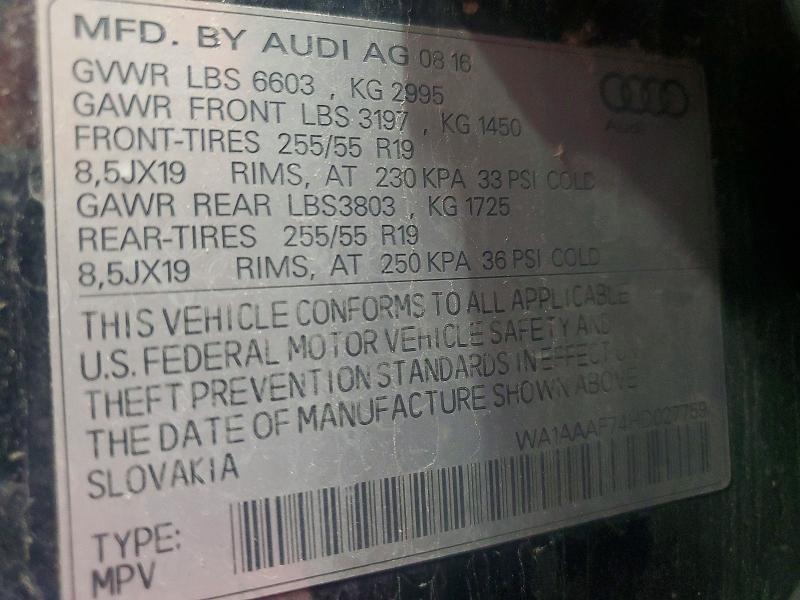 MFD. BY AUDI AG 08 16
GVWR LBS 6603 , KG 2995
GAWR FRONT LBS 3197 , KG 1450
FRONT-TIRES 255/55 R19
8,5JX19 RIMS, AT 230 KPA 33 PSI COLD
GAWR REAR LBS3803 , KG 1725
REAR-TIRES 255/55 R19
8,5JX19 RIMS, AT 250 KPA 36 PSI COLD
Audi
THIS VEHICLE CONFORMS TO ALL APPLICABLE
U.S. FEDERAL MOTOR VEHICLE SAFETY AND
THEFT PREVENTION STANDARDS IN EFFECT ON
THE DATE OF MANUFACTURE SHOWN ABOVE
SLOVAKIA
WA1AAAF74HD027759
TYPE:
MPV